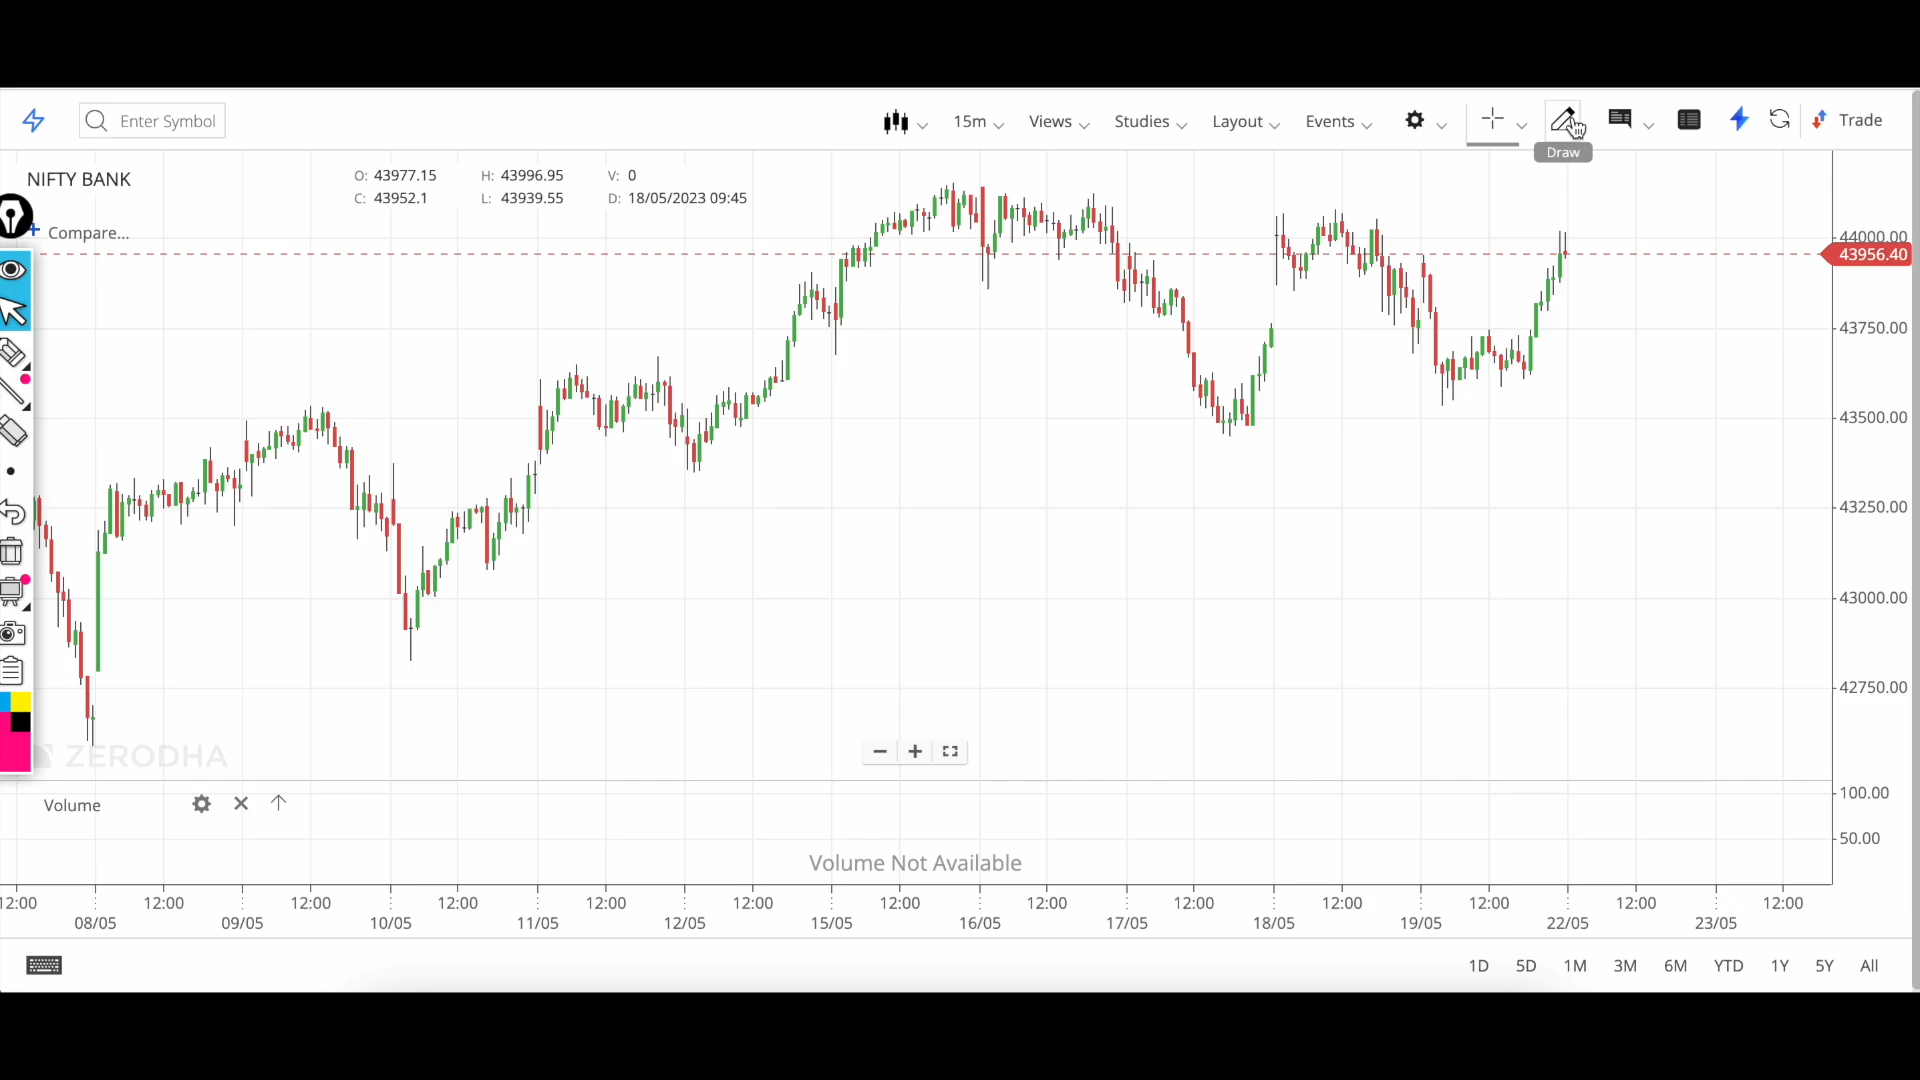 Enter Symbol
15m
Views
Studies
Layout
Events
Trade
Draw
NIFTY BANK
O: 43977.15 H: 43996.95 V: 0
C: 43952.1 L: 43939.55 D: 18/05/2023 09:45
+ Compare...
44000.00
43956.40
43750.00
43500.00
43250.00
43000.00
42750.00
ZERODHA
Volume
100.00
50.00
Volume Not Available
12:00 12:00 12:00 12:00 12:00 12:00 12:00 12:00 12:00 12:00 12:00 12:00 12:00
08/05 09/05 10/05 11/05 12/05 15/05 16/05 17/05 18/05 19/05 22/05 23/05
1D 5D 1M 3M 6M YTD 1Y 5Y All